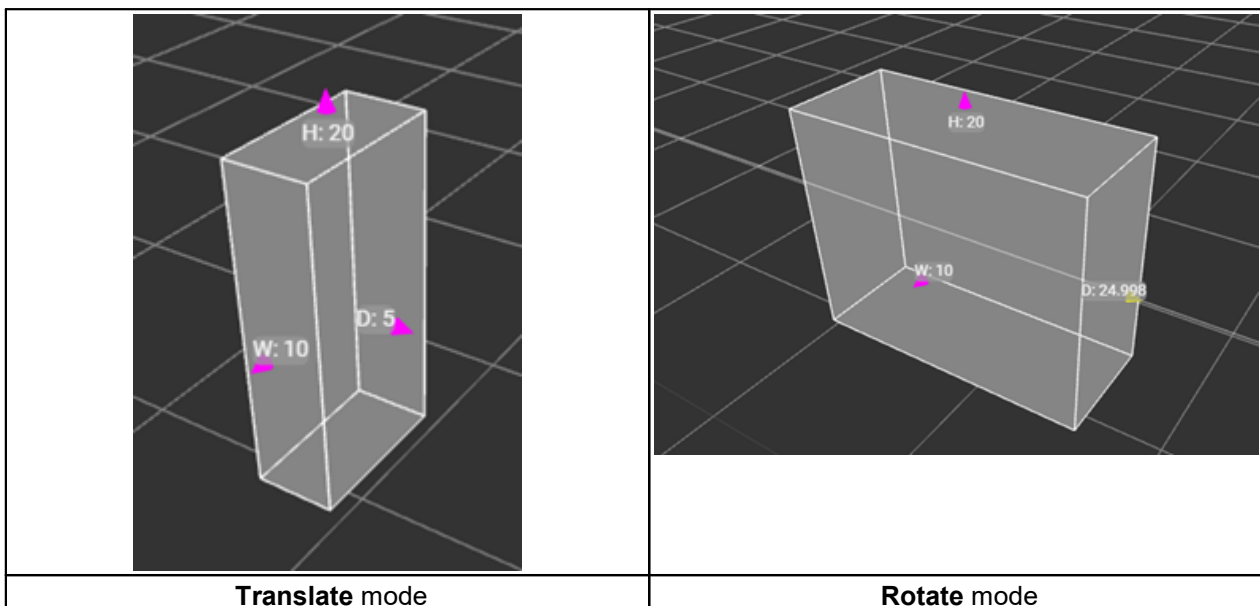 H: 20
D: 5
W: 10
H: 20
W: 10
D: 24.998
Translate mode
Rotate mode